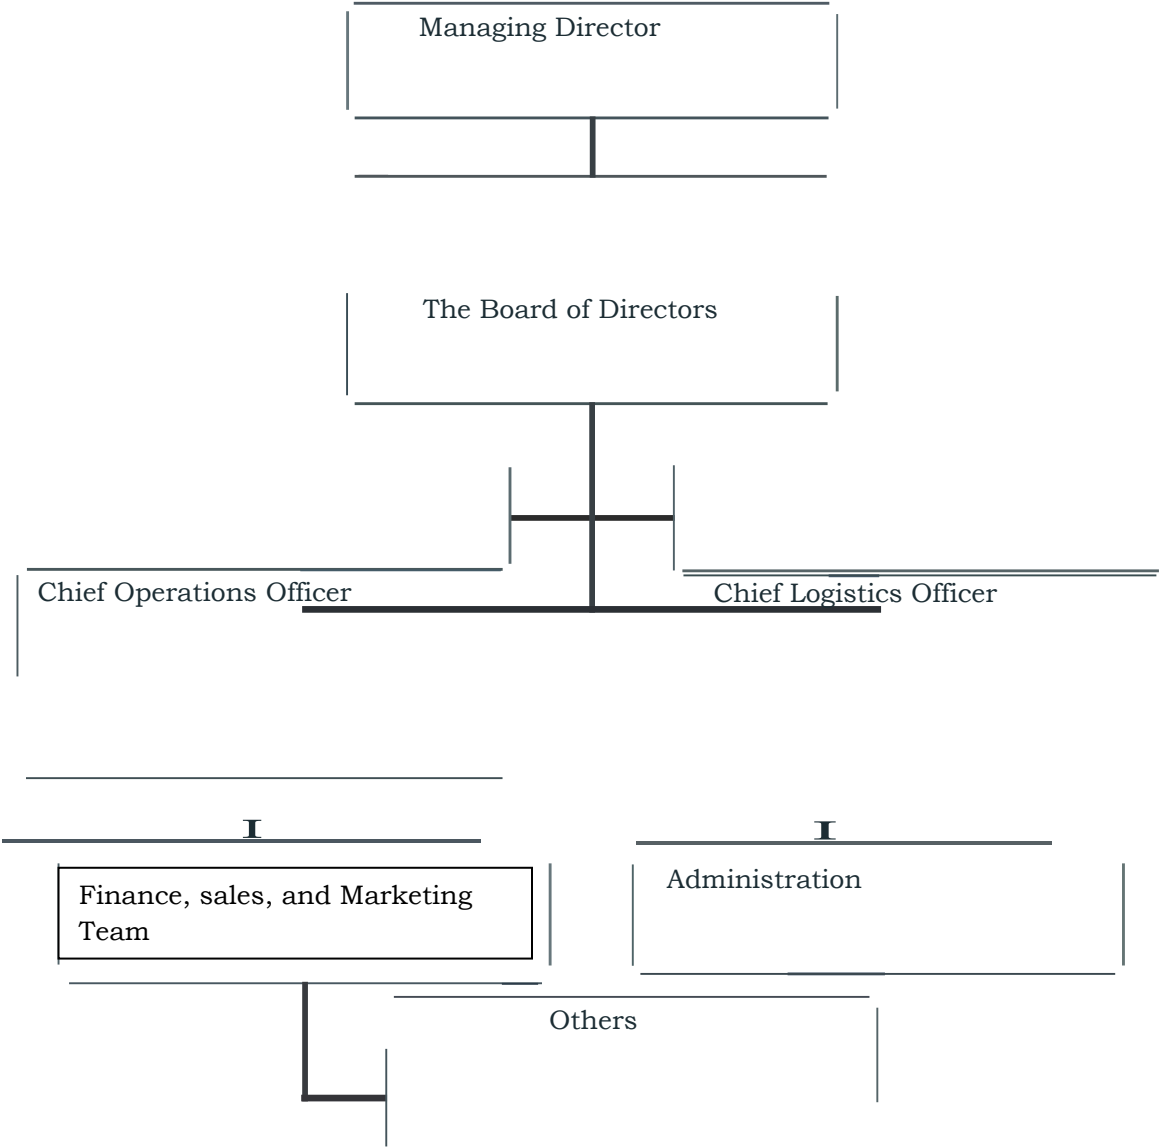 Managing Director
The Board of Directors
Chief Operations Officer
Chief Logistics Officer
I
I
Finance, sales, and Marketing
Team
Administration
Others